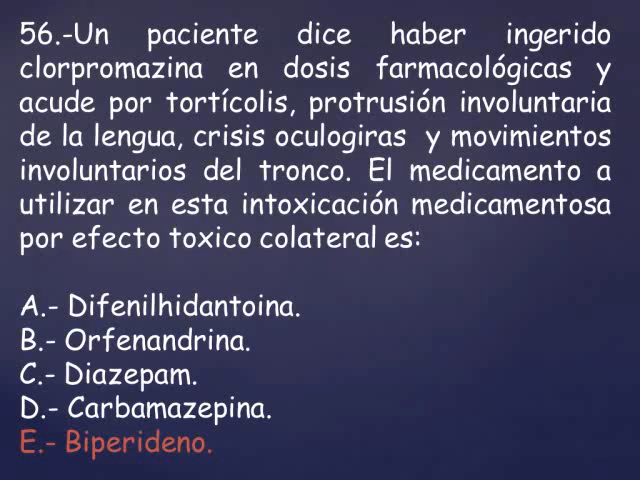 56.-Un paciente dice haber ingerido
clorpromazina en dosis farmacológicas y
acude por tortícolis, protrusión involuntaria
de la lengua, crisis oculogiras y movimientos
involuntarios del tronco. El medicamento a
utilizar en esta intoxicación medicamentosa
por efecto toxico colateral es:
A.- Difenilhidantoina.
B.- Orfenandrina.
C.- Diazepam.
D.- Carbamazepina.
E.- Biperideno.